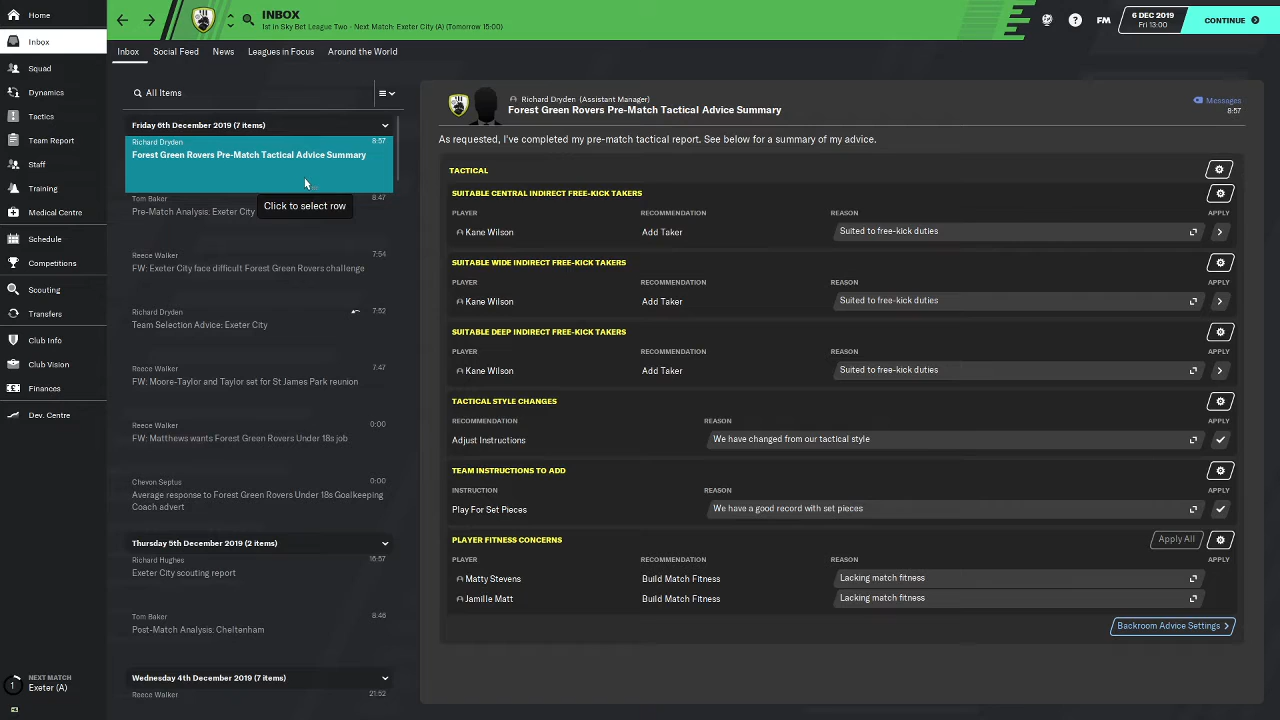 Home
Inbox
Squad
Dynamics
Tactics
Team Report
Staff
Training
Medical Centre
Schedule
Competitions
Scouting
Transfers
Club Info
Club Vision
Finances
Dev. Centre
1
NEXT MATCH
Exeter (A)
INBOX
1st in Sky Bet League Two - Next Match: Exeter City (A) (Tomorrow 15:00)
FM
6 DEC 2019
Fri 13:00
CONTINUE
Inbox
Social Feed
News
Leagues in Focus
Around the World
All Items
Friday 6th December 2019 (7 items)
Richard Dryden 8:57
Forest Green Rovers Pre-Match Tactical Advice Summary
Click to select row
Tom Baker 8:47
Pre-Match Analysis: Exeter City
Reece Walker 7:54
FW: Exeter City face difficult Forest Green Rovers challenge
Richard Dryden 7:52
Team Selection Advice: Exeter City
Reece Walker 7:47
FW: Moore-Taylor and Taylor set for St James Park reunion
Reece Walker 0:00
FW: Matthews wants Forest Green Rovers Under 18s job
Chevon Septus 0:00
Average response to Forest Green Rovers Under 18s Goalkeeping
Coach advert
Thursday 5th December 2019 (2 items)
Richard Hughes 16:57
Exeter City scouting report
Tom Baker 8:46
Post-Match Analysis: Cheltenham
Wednesday 4th December 2019 (7 items)
Reece Walker 21:52
Richard Dryden (Assistant Manager)
Forest Green Rovers Pre-Match Tactical Advice Summary
Messages
8:57
As requested, I've completed my pre-match tactical report. See below for a summary of my advice.
TACTICAL
SUITABLE CENTRAL INDIRECT FREE-KICK TAKERS
PLAYER RECOMMENDATION REASON APPLY
Kane Wilson Add Taker Suited to free-kick duties
SUITABLE WIDE INDIRECT FREE-KICK TAKERS
PLAYER RECOMMENDATION REASON APPLY
Kane Wilson Add Taker Suited to free-kick duties
SUITABLE DEEP INDIRECT FREE-KICK TAKERS
PLAYER RECOMMENDATION REASON APPLY
Kane Wilson Add Taker Suited to free-kick duties
TACTICAL STYLE CHANGES
RECOMMENDATION REASON APPLY
Adjust Instructions We have changed from our tactical style
TEAM INSTRUCTIONS TO ADD
INSTRUCTION REASON APPLY
Play For Set Pieces We have a good record with set pieces
PLAYER FITNESS CONCERNS Apply All
PLAYER RECOMMENDATION REASON APPLY
Matty Stevens Build Match Fitness Lacking match fitness
Jamille Matt Build Match Fitness Lacking match fitness
Backroom Advice Settings